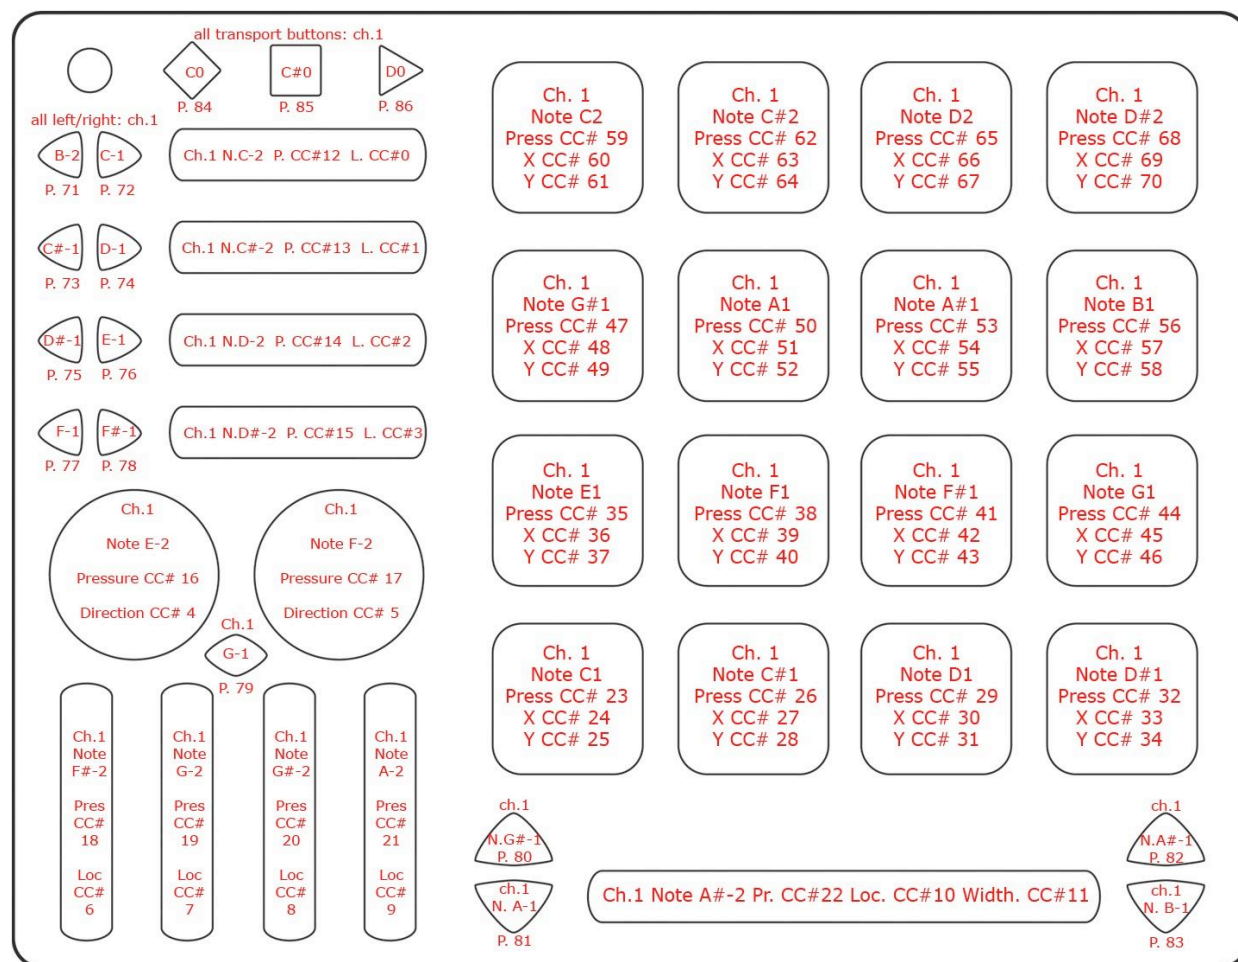 all transport buttons: ch.1
C0
C#0
D0
P. 84
P. 85
P. 86
all left/right: ch.1
B-2
C-1
P. 71
P. 72
Ch.1 N.C-2 P. CC#12 L. CC#0
C#-1
D-1
P. 73
P. 74
Ch.1 N.C#-2 P. CC#13 L. CC#1
D#-1
E-1
P. 75
P. 76
Ch.1 N.D-2 P. CC#14 L. CC#2
F-1
F#-1
P. 77
P. 78
Ch.1 N.D#-2 P. CC#15 L. CC#3
Ch.1
Note E-2
Pressure CC# 16
Direction CC# 4
Ch.1
Note F-2
Pressure CC# 17
Direction CC# 5
Ch.1
G-1
P. 79
Ch.1
Note
F#-2
Pres
CC#
18
Loc
CC#
6
Ch.1
Note
G-2
Pres
CC#
19
Loc
CC#
7
Ch.1
Note
G#-2
Pres
CC#
20
Loc
CC#
8
Ch.1
Note
A-2
Pres
CC#
21
Loc
CC#
9
Ch. 1
Note C2
Press CC# 59
X CC# 60
Y CC# 61
Ch. 1
Note C#2
Press CC# 62
X CC# 63
Y CC# 64
Ch. 1
Note D2
Press CC# 65
X CC# 66
Y CC# 67
Ch. 1
Note D#2
Press CC# 68
X CC# 69
Y CC# 70
Ch. 1
Note G#1
Press CC# 47
X CC# 48
Y CC# 49
Ch. 1
Note A1
Press CC# 50
X CC# 51
Y CC# 52
Ch. 1
Note A#1
Press CC# 53
X CC# 54
Y CC# 55
Ch. 1
Note B1
Press CC# 56
X CC# 57
Y CC# 58
Ch. 1
Note E1
Press CC# 35
X CC# 36
Y CC# 37
Ch. 1
Note F1
Press CC# 38
X CC# 39
Y CC# 40
Ch. 1
Note F#1
Press CC# 41
X CC# 42
Y CC# 43
Ch. 1
Note G1
Press CC# 44
X CC# 45
Y CC# 46
Ch. 1
Note C1
Press CC# 23
X CC# 24
Y CC# 25
Ch. 1
Note C#1
Press CC# 26
X CC# 27
Y CC# 28
Ch. 1
Note D1
Press CC# 29
X CC# 30
Y CC# 31
Ch. 1
Note D#1
Press CC# 32
X CC# 33
Y CC# 34
ch.1
N.G#-1
P. 80
ch.1
N. A-1
P. 81
Ch.1 Note A#-2 Pr. CC#22 Loc. CC#10 Width. CC#11
ch.1
N.A#-1
P. 82
ch.1
N. B-1
P. 83